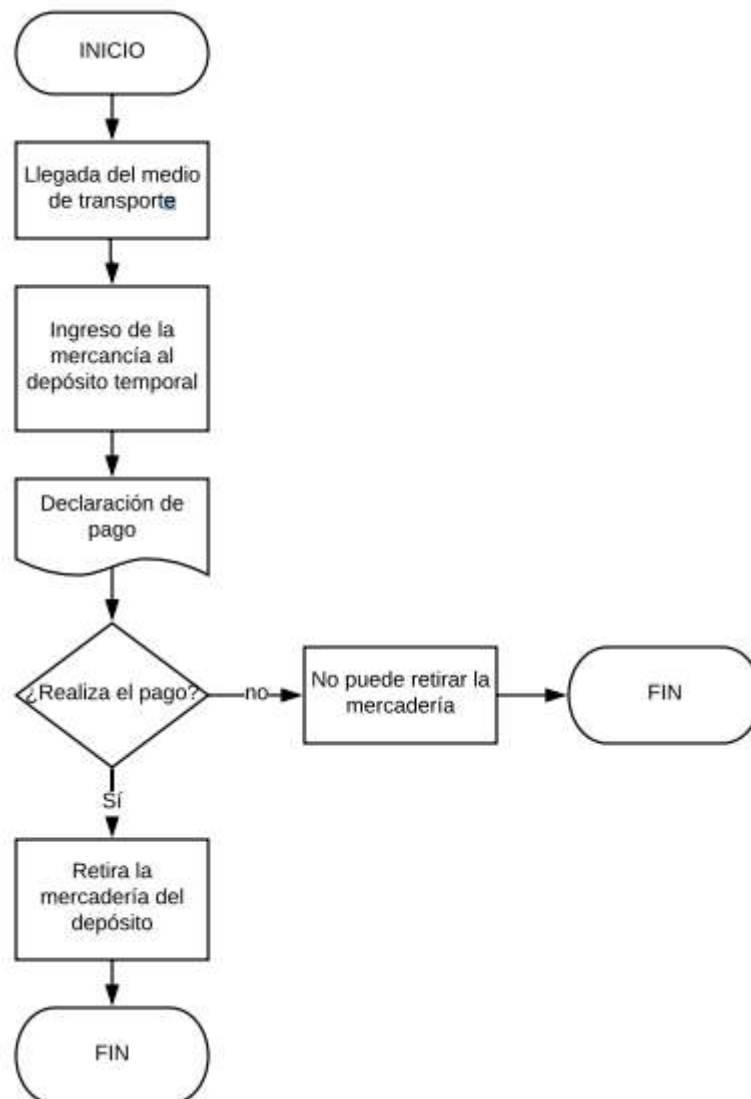 INICIO
Llegada del medio
de transporte
Ingreso de la
mercancía al
depósito temporal
Declaración de
pago
¿Realiza el pago?
no
No puede retirar la
mercadería
FIN
Sí
Retira la
mercadería del
depósito
FIN